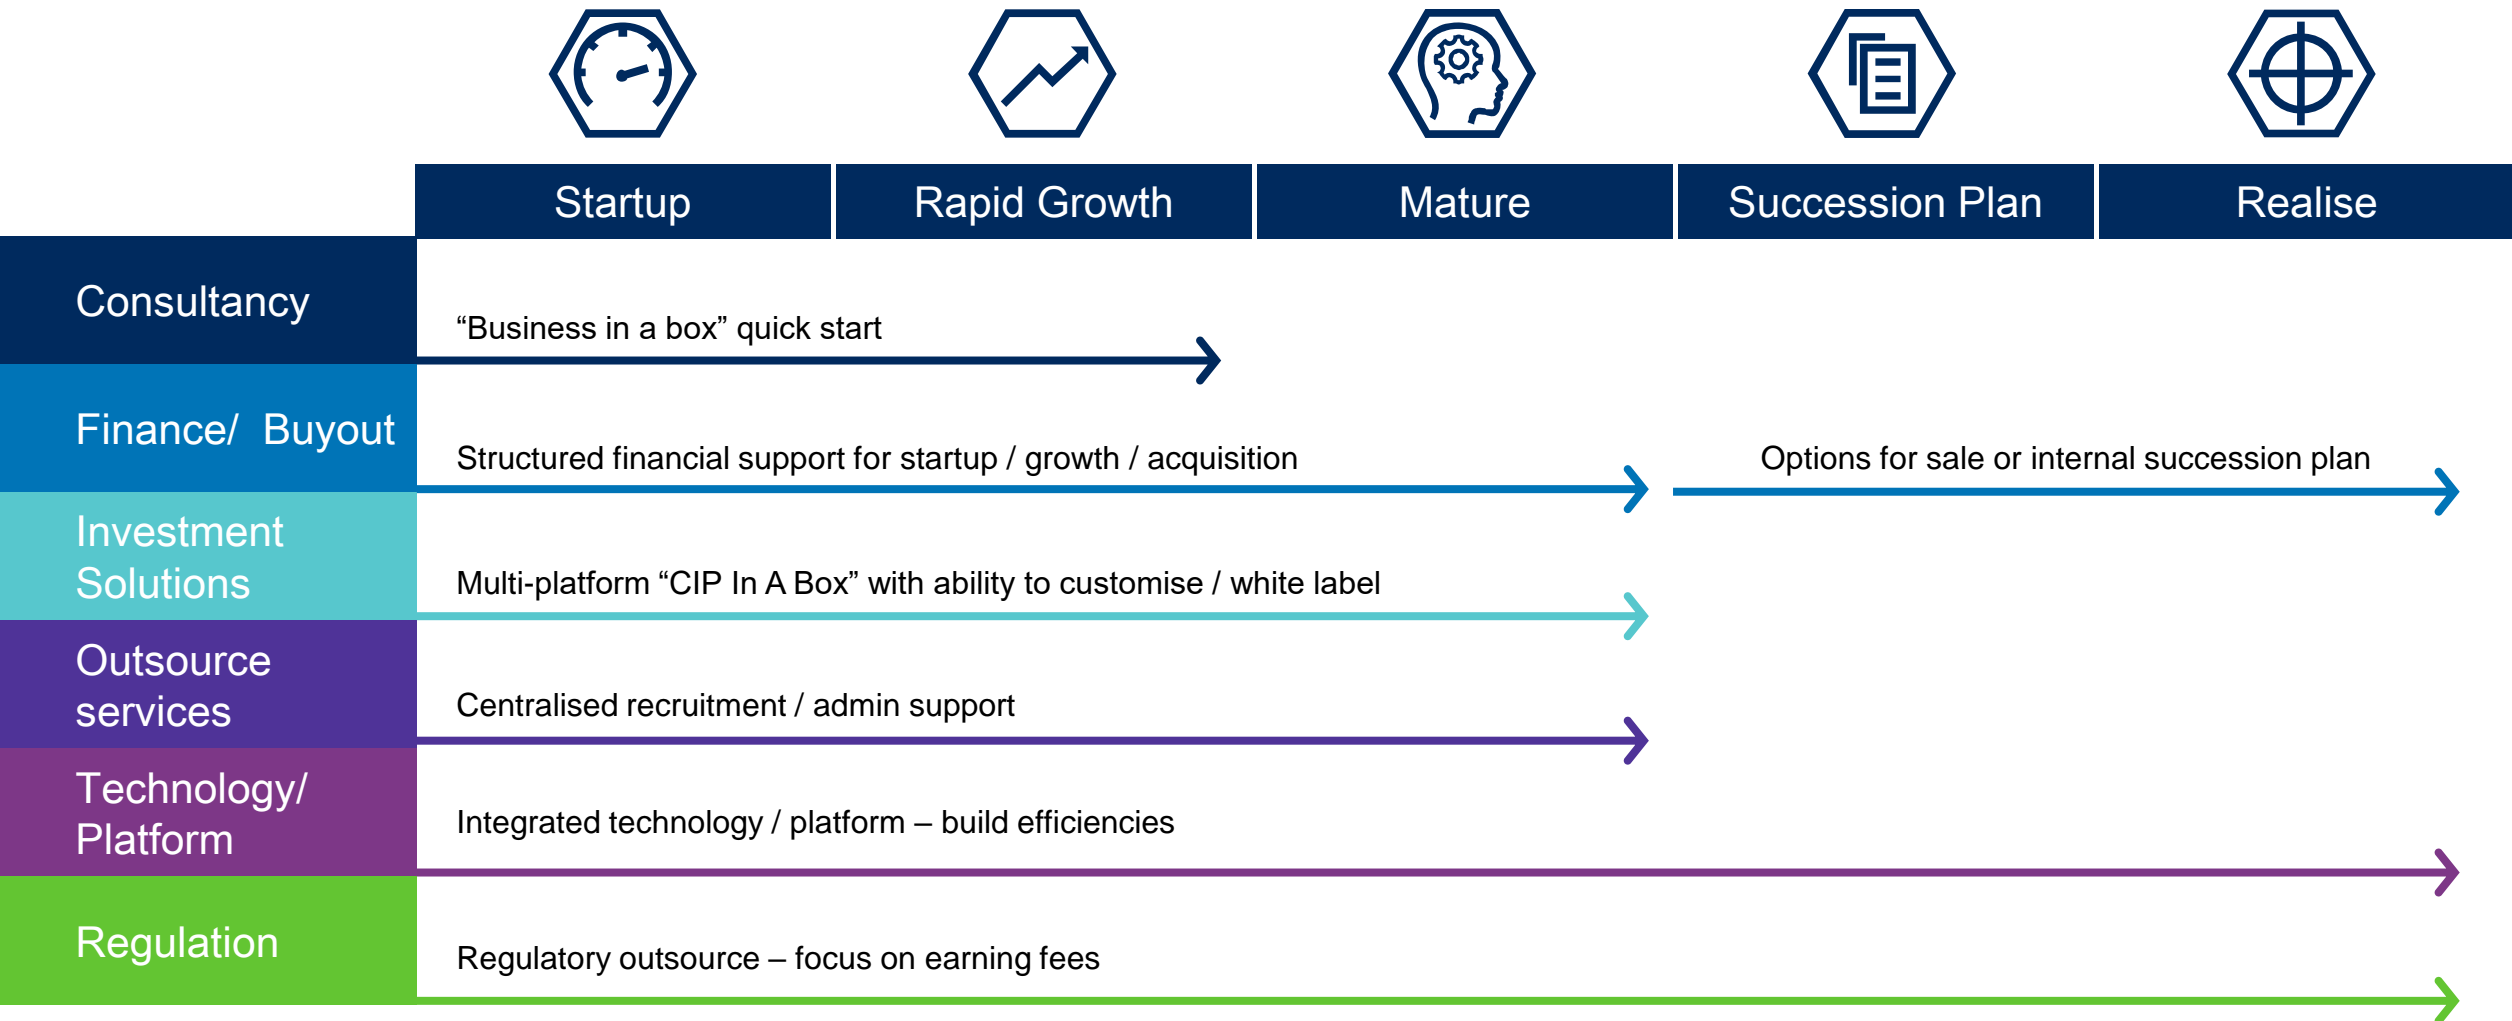 Startup
Rapid Growth
Mature
Succession Plan
Realise
Consultancy
“Business in a box” quick start
Finance/  Buyout
Structured financial support for startup / growth / acquisition
Options for sale or internal succession plan
Investment
Solutions
Multi-platform “CIP In A Box” with ability to customise / white label
Outsource
services
Centralised recruitment / admin support
Technology/
Platform
Integrated technology / platform – build efficiencies
Regulation
Regulatory outsource – focus on earning fees